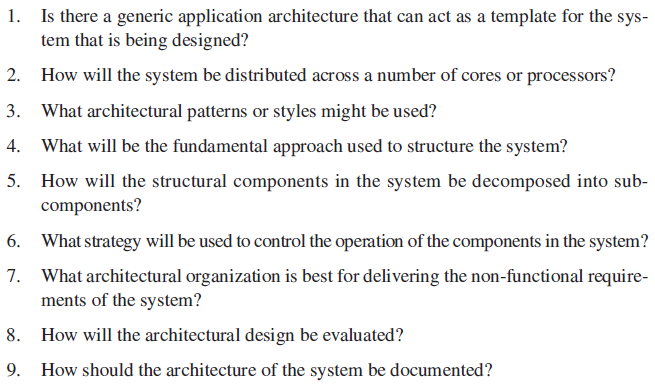 1. Is there a generic application architecture that can act as a template for the sys-
tem that is being designed?
2. How will the system be distributed across a number of cores or processors?
3. What architectural patterns or styles might be used?
4. What will be the fundamental approach used to structure the system?
5. How will the structural components in the system be decomposed into sub-
components?
6. What strategy will be used to control the operation of the components in the system?
7. What architectural organization is best for delivering the non-functional require-
ments of the system?
8. How will the architectural design be evaluated?
9. How should the architecture of the system be documented?